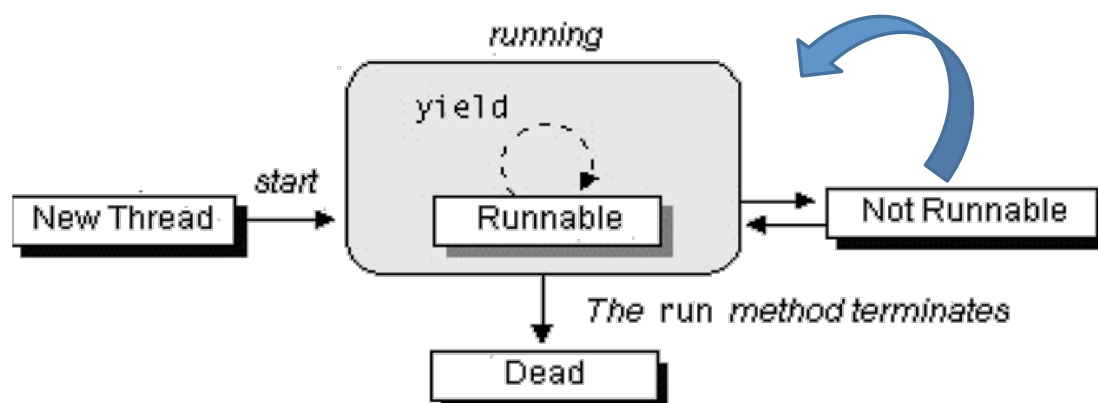 running
yield
start
New Thread
Runnable
Not Runnable
The run method terminates
Dead